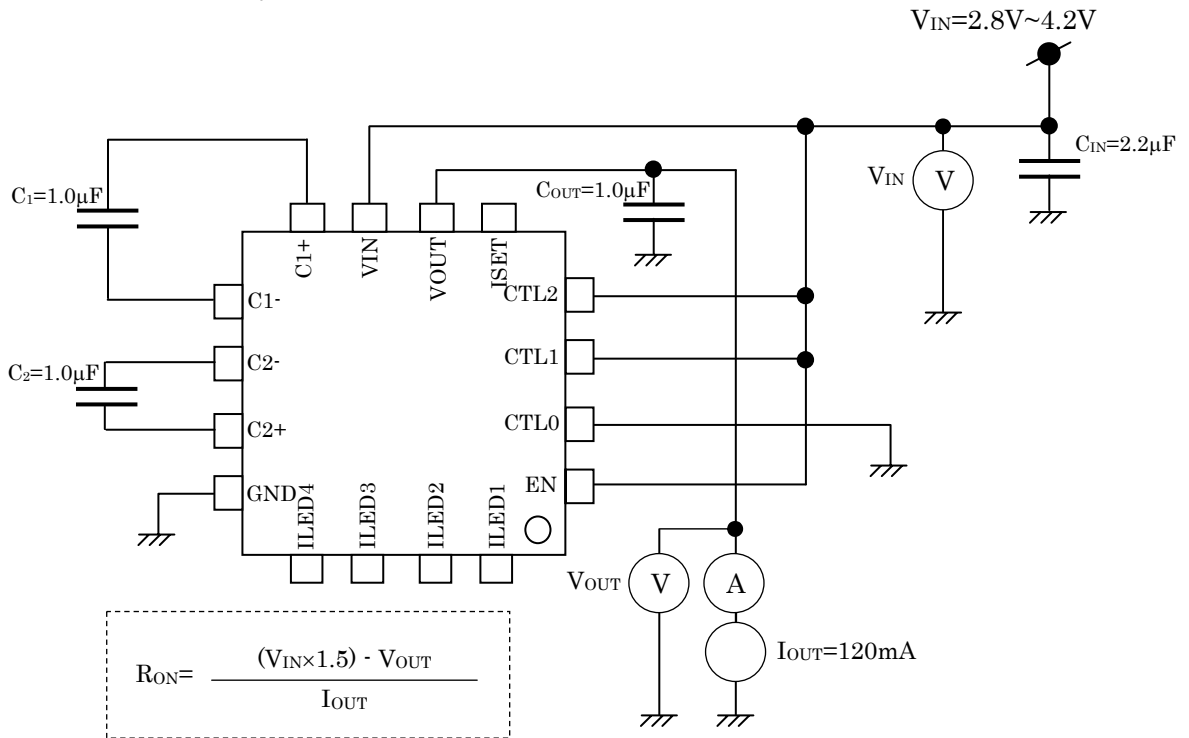 VIN=2.8V~4.2V
CIN=2.2µF
VIN
V
COUT=1.0µF
C1=1.0µF
C1+
VIN
VOUT
ISET
C1-
C2-
C2+
GND
C2=1.0µF
CTL2
CTL1
CTL0
EN
ILED4
ILED3
ILED2
ILED1
VOUT
V
A
IOUT=120mA
RON= (VIN×1.5) - VOUT
IOUT